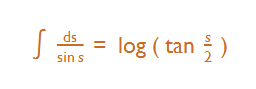 ∫ ds/sin s = log ( tan s/2 )